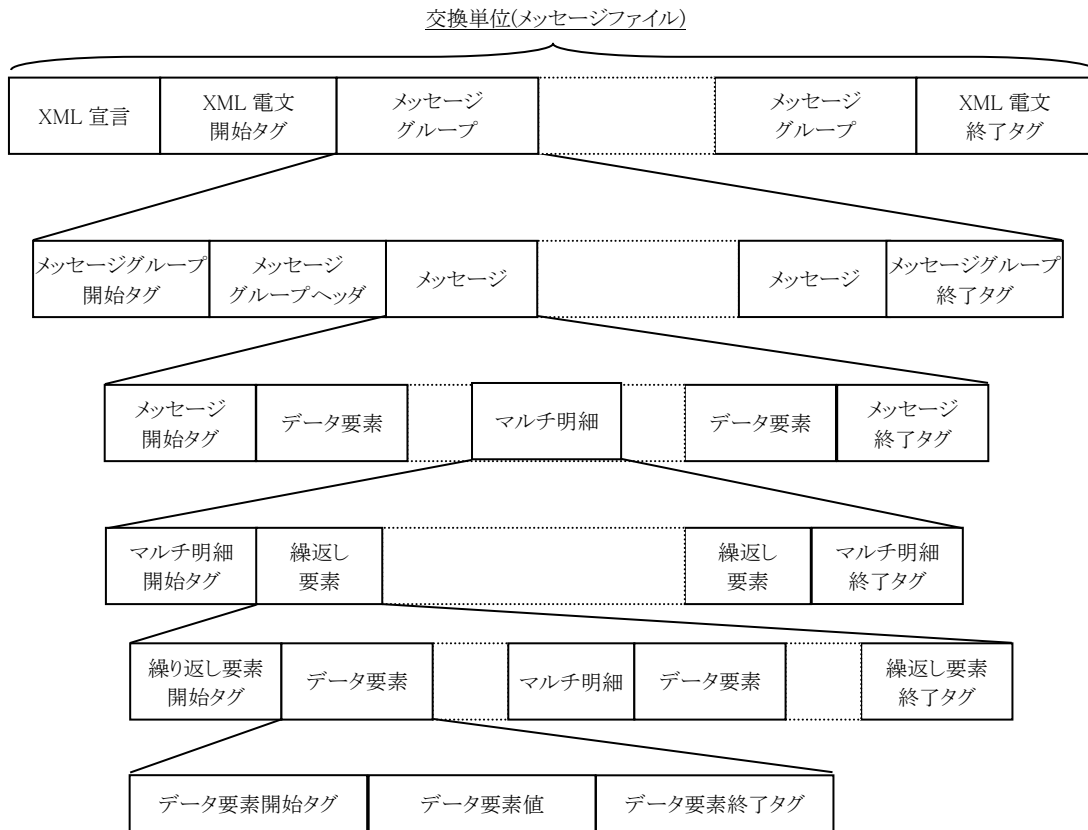 交換単位(メッセージファイル)
XML 宣言
XML 電文
開始タグ
メッセージ
グループ
メッセージ
グループ
XML 電文
終了タグ
メッセージグループ
開始タグ
メッセージ
グループヘッダ
メッセージ
メッセージ
メッセージグループ
終了タグ
メッセージ
開始タグ
データ要素
マルチ明細
データ要素
メッセージ
終了タグ
マルチ明細
開始タグ
繰返し
要素
繰返し
要素
マルチ明細
終了タグ
繰り返し要素
開始タグ
データ要素
マルチ明細
データ要素
繰返し要素
終了タグ
データ要素開始タグ
データ要素値
データ要素終了タグ